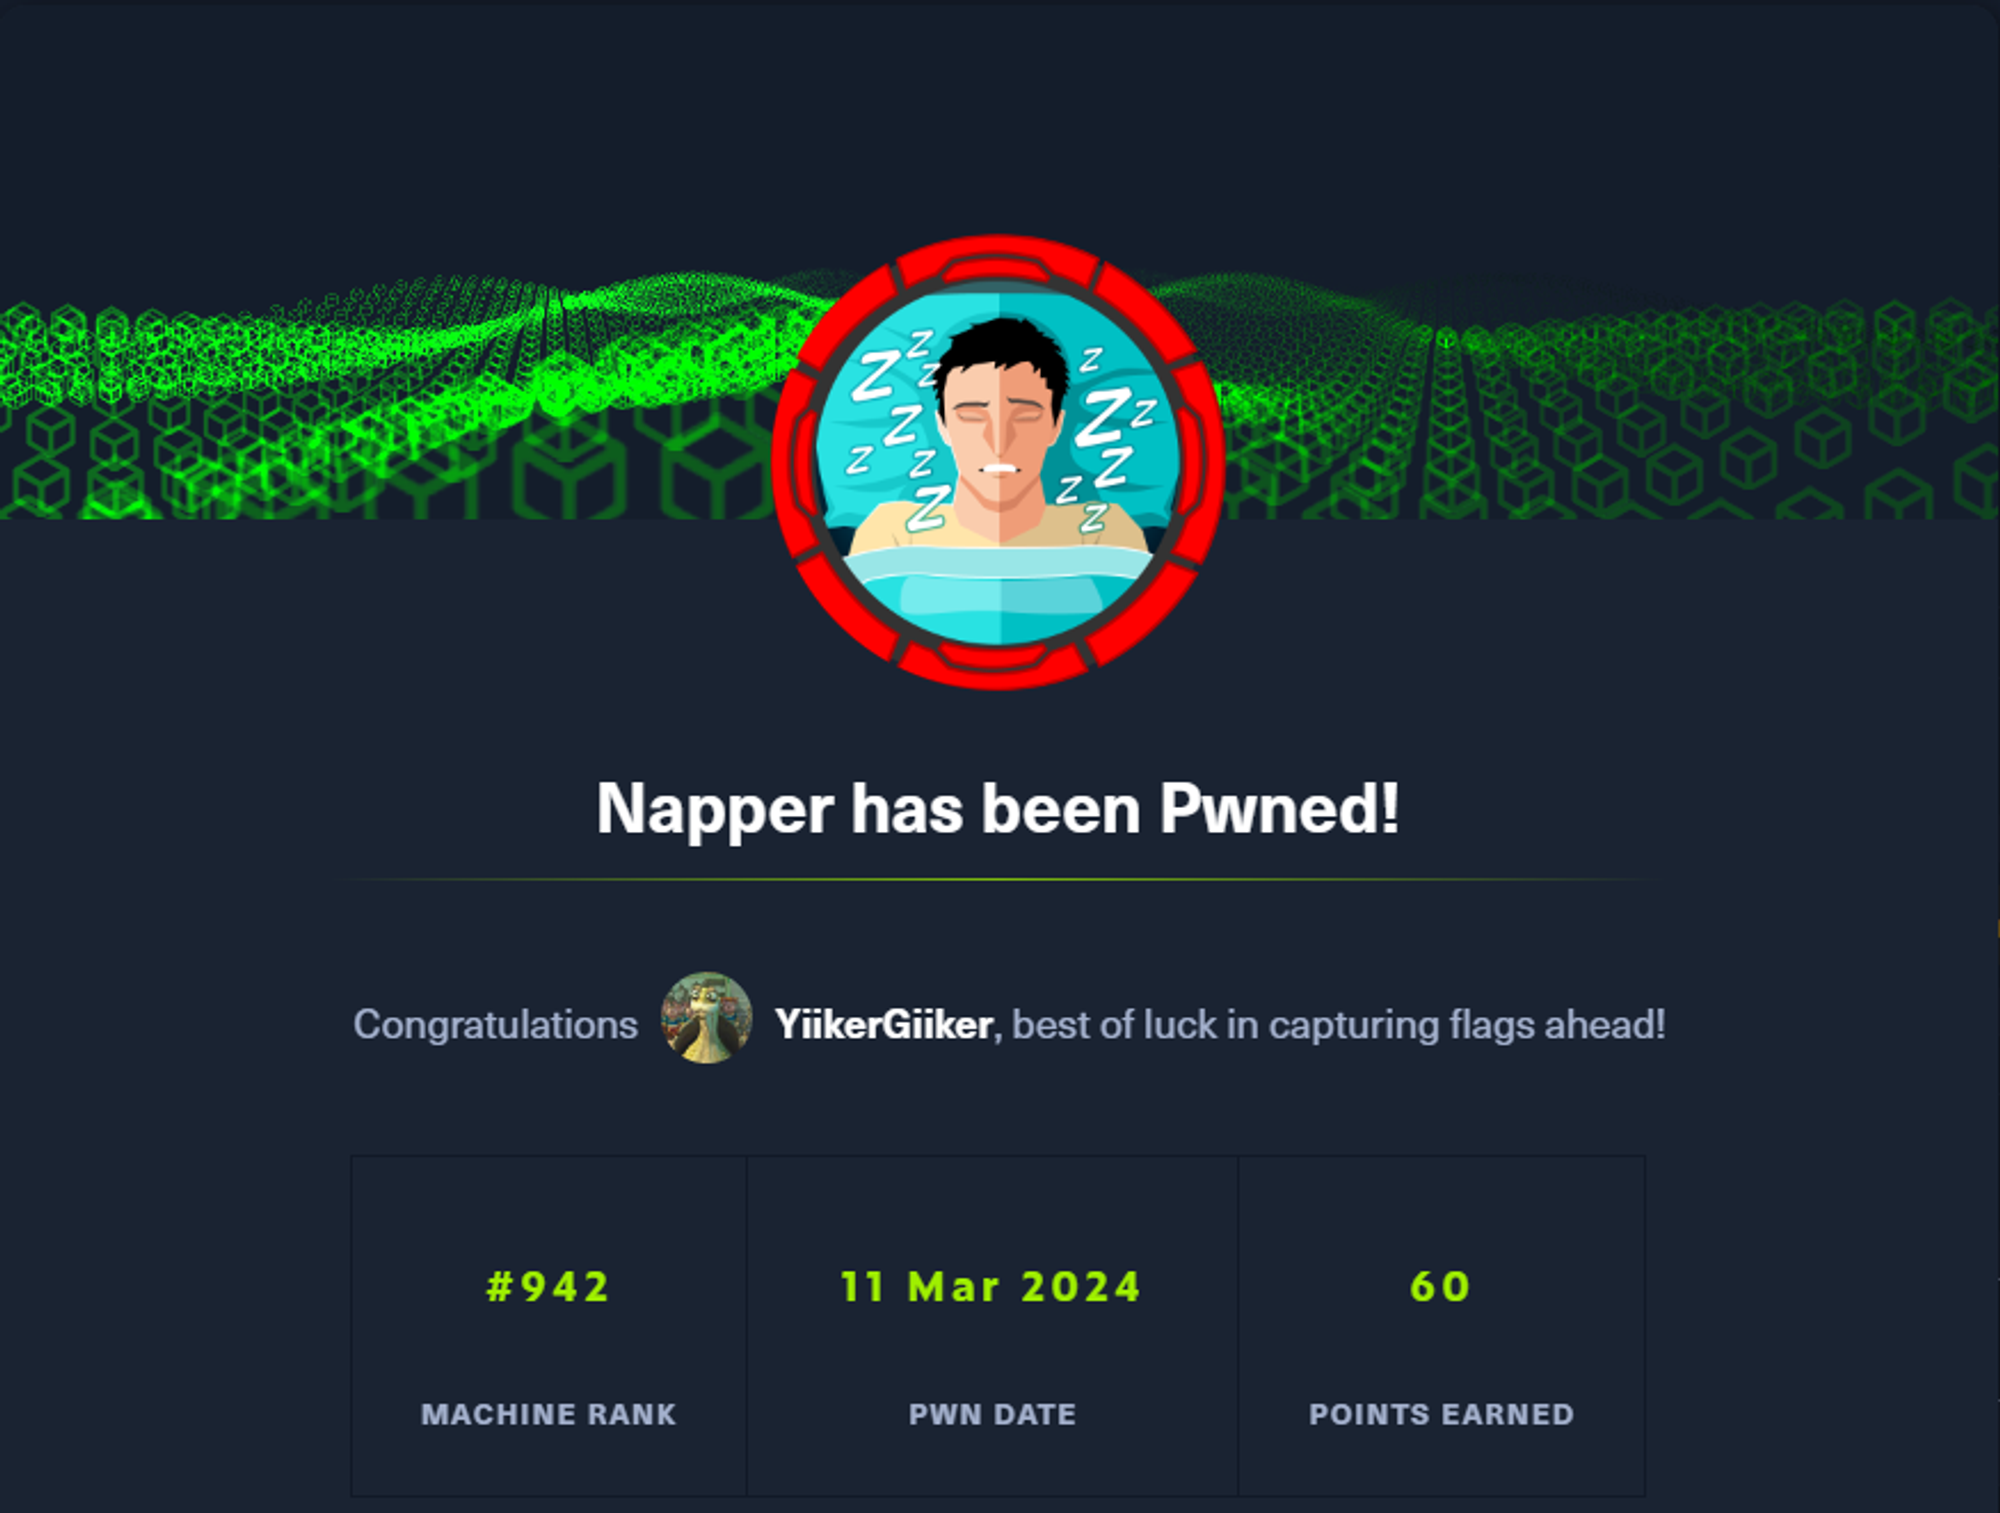 Z Z Z Z Z Z Z Z Z Z Z Z Z Z
Napper has been Pwned!
Congratulations YiikerGiiker, best of luck in capturing flags ahead!
#942 11 Mar 2024 60
MACHINE RANK PWN DATE POINTS EARNED